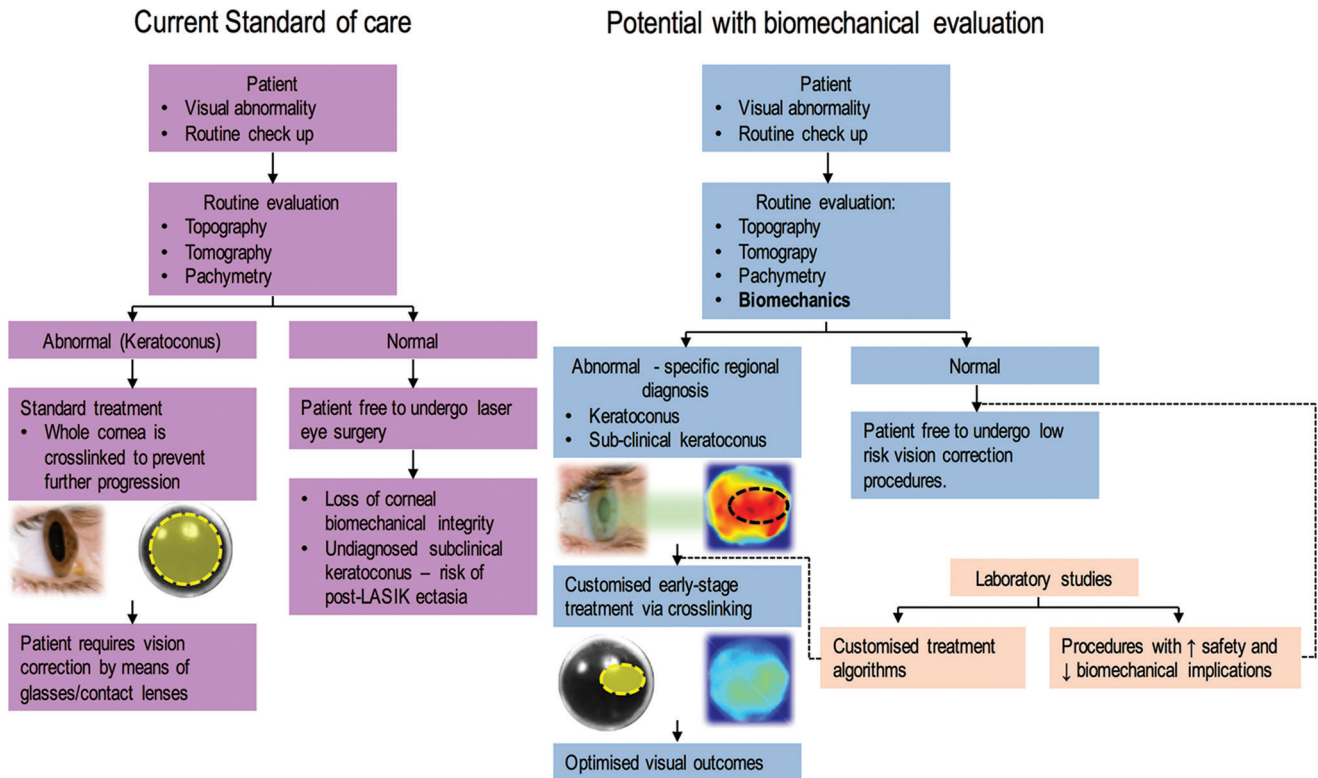 Current Standard of care
Patient
• Visual abnormality
• Routine check up
Routine evaluation
• Topography
• Tomography
• Pachymetry
Abnormal (Keratoconus)
Normal
Standard treatment
• Whole cornea is
crosslinked to prevent
further progression
Patient free to undergo laser
eye surgery
• Loss of corneal
biomechanical integrity
• Undiagnosed subclinical
keratoconus – risk of
post-LASIK ectasia
Patient requires vision
correction by means of
glasses/contact lenses
Potential with biomechanical evaluation
Patient
• Visual abnormality
• Routine check up
Routine evaluation:
• Topography
• Tomograpy
• Pachymetry
• Biomechanics
Abnormal - specific regional
diagnosis
• Keratoconus
• Sub-clinical keratoconus
Normal
Patient free to undergo low
risk vision correction
procedures.
Customised early-stage
treatment via crosslinking
Optimised visual outcomes
Laboratory studies
Customised treatment
algorithms
Procedures with ↑ safety and
↓ biomechanical implications